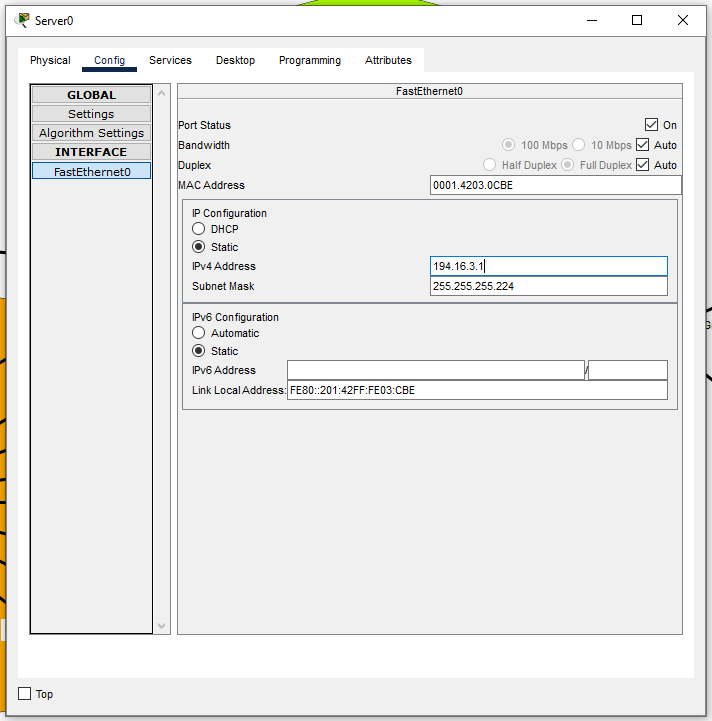 Server0
Physical Config Services Desktop Programming Attributes
GLOBAL
Settings
Algorithm Settings
INTERFACE
FastEthernet0
FastEthernet0
Port Status On
Bandwidth 100 Mbps 10 Mbps Auto
Duplex Half Duplex Full Duplex Auto
MAC Address 0001.4203.0CBE
IP Configuration
DHCP
Static
IPv4 Address 194.16.3.1
Subnet Mask 255.255.255.224
IPv6 Configuration
Automatic
Static
IPv6 Address /
Link Local Address: FE80::201:42FF:FE03:CBE
Top